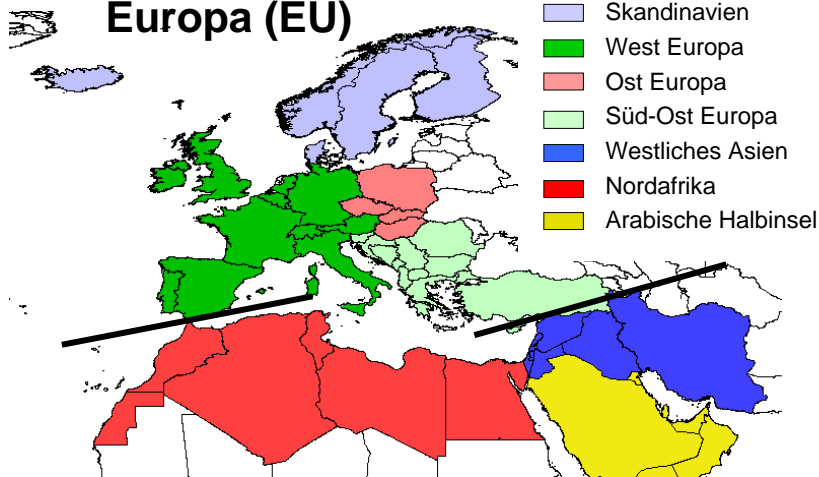 Europa (EU)
Skandinavien
West Europa
Ost Europa
Süd-Ost Europa
Westliches Asien
Nordafrika
Arabische Halbinsel